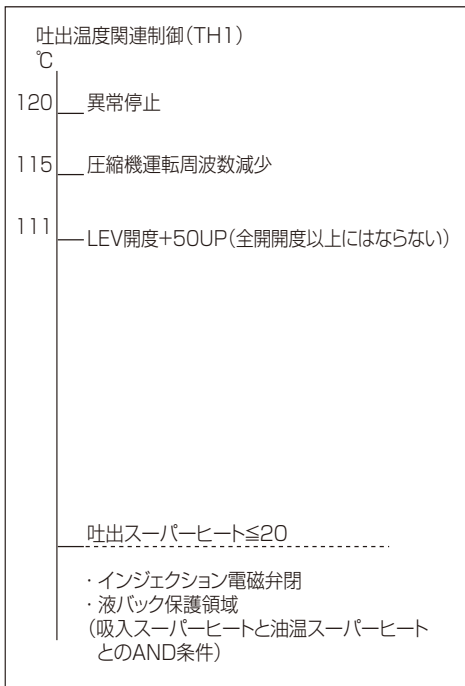 吐出温度関連制御（TH1）
℃
120 異常停止
115 圧縮機運転周波数減少
111 LEV開度+50UP（全開開度以上にはならない）
吐出スーパーヒート≦20
・インジェクション電磁弁閉
・液バック保護領域
（吸入スーパーヒートと油温スーパーヒート
とのAND条件）